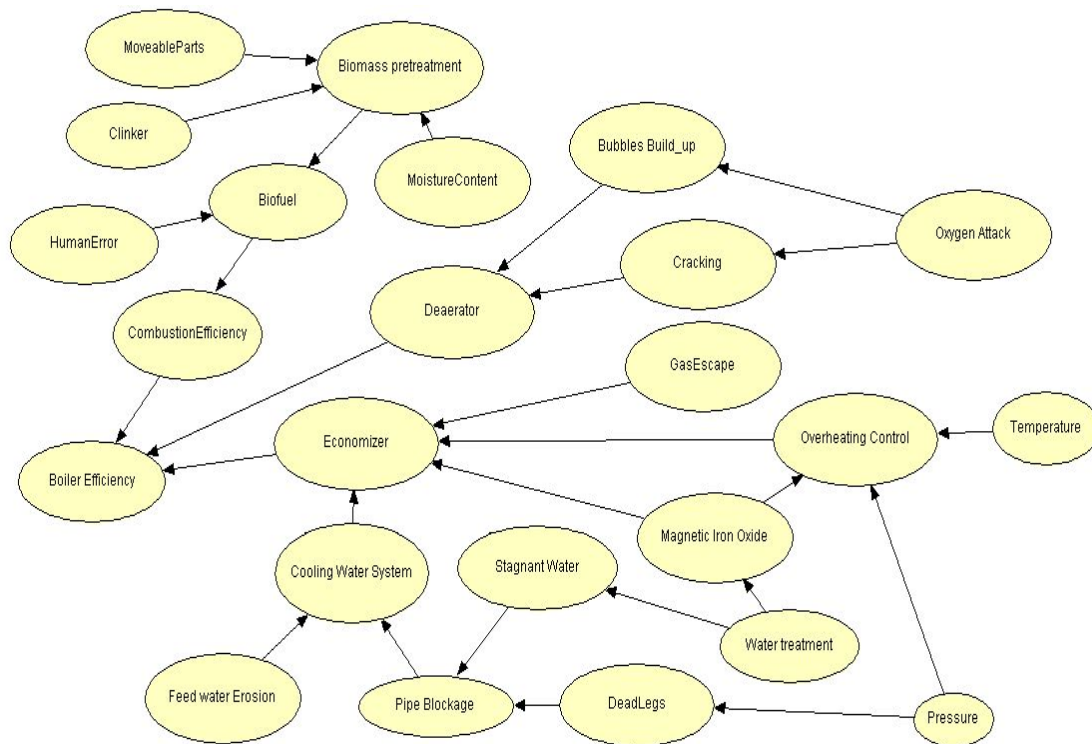 MoveableParts
Biomass pretreatment
Clinker
Bubbles Build_up
MoistureContent
Biofuel
HumanError
Oxygen Attack
Cracking
Deaerator
CombustionEfficiency
GasEscape
Temperature
Overheating Control
Economizer
Boiler Efficiency
Magnetic Iron Oxide
Stagnant Water
Cooling Water System
Water treatment
Feed water Erosion
Pipe Blockage
DeadLegs
Pressure